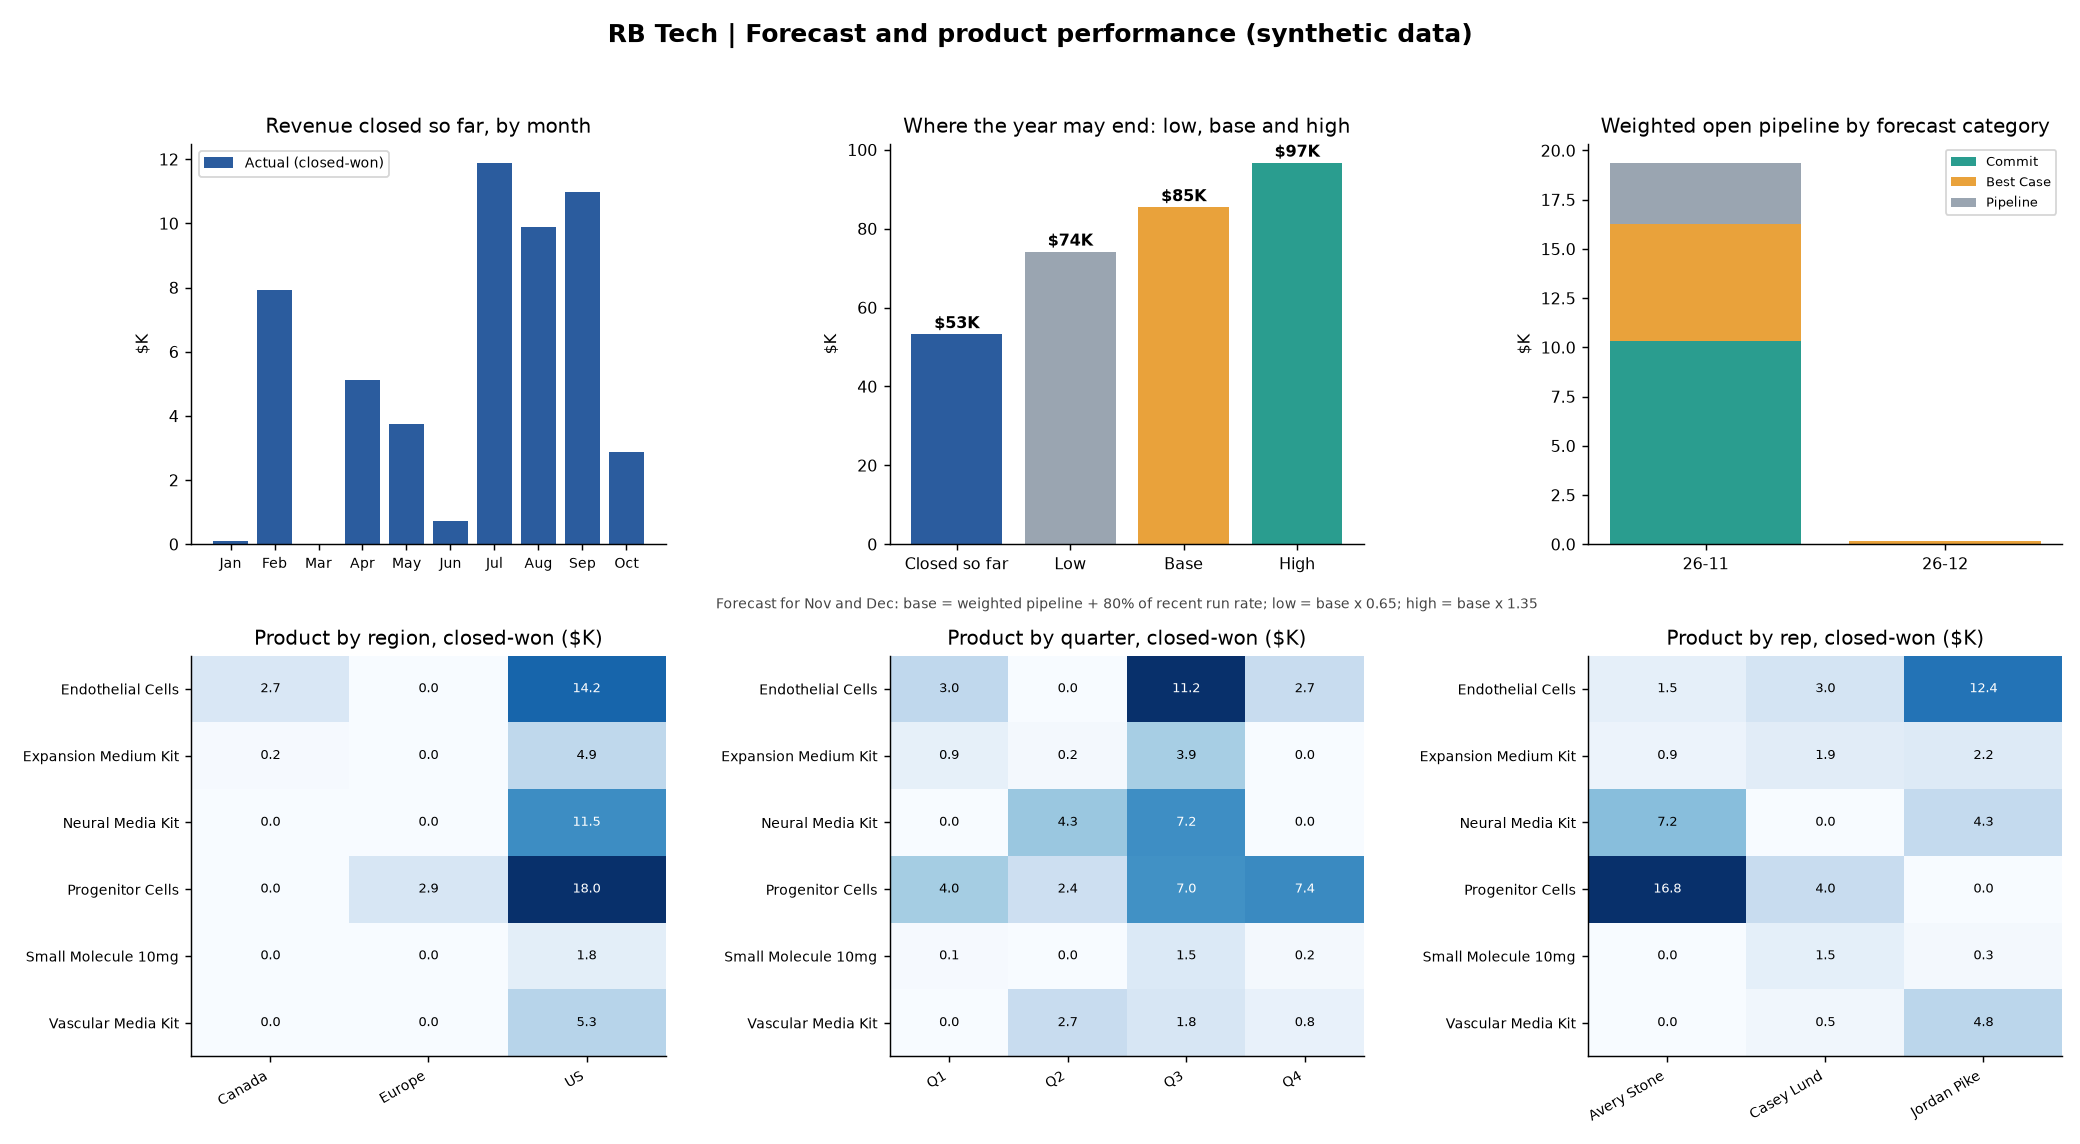 RB Tech | Forecast and product performance (synthetic data)
Revenue closed so far, by month
Actual (closed-won)
$K
12
10
8
6
4
2
0
Jan Feb Mar Apr May Jun Jul Aug Sep Oct
Where the year may end: low, base and high
$K
100
80
60
40
20
0
$53K
$74K
$85K
$97K
Closed so far Low Base High
Weighted open pipeline by forecast category
Commit
Best Case
Pipeline
$K
20.0
17.5
15.0
12.5
10.0
7.5
5.0
2.5
0.0
26-11 26-12
Forecast for Nov and Dec: base = weighted pipeline + 80% of recent run rate; low = base x 0.65; high = base x 1.35
Product by region, closed-won ($K)
Endothelial Cells 2.7 0.0 14.2
Expansion Medium Kit 0.2 0.0 4.9
Neural Media Kit 0.0 0.0 11.5
Progenitor Cells 0.0 2.9 18.0
Small Molecule 10mg 0.0 0.0 1.8
Vascular Media Kit 0.0 0.0 5.3
Canada Europe US
Product by quarter, closed-won ($K)
Endothelial Cells 3.0 0.0 11.2 2.7
Expansion Medium Kit 0.9 0.2 3.9 0.0
Neural Media Kit 0.0 4.3 7.2 0.0
Progenitor Cells 4.0 2.4 7.0 7.4
Small Molecule 10mg 0.1 0.0 1.5 0.2
Vascular Media Kit 0.0 2.7 1.8 0.8
Q1 Q2 Q3 Q4
Product by rep, closed-won ($K)
Endothelial Cells 1.5 3.0 12.4
Expansion Medium Kit 0.9 1.9 2.2
Neural Media Kit 7.2 0.0 4.3
Progenitor Cells 16.8 4.0 0.0
Small Molecule 10mg 0.0 1.5 0.3
Vascular Media Kit 0.0 0.5 4.8
Avery Stone Casey Lund Jordan Pike